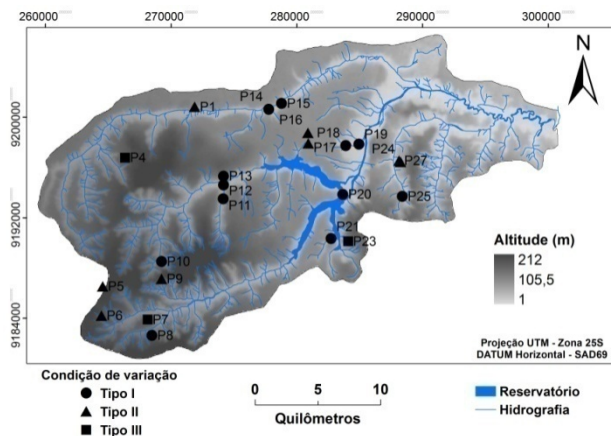 260000 270000 280000 290000 300000
N
9200000
9192000
9184000
P1
P14
P15
P16
P4
P18
P17
P19
P24
P27
P13
P12
P11
P20
P25
P21
P23
P10
P9
P5
P6
P7
P8
Altitude (m)
212
105,5
1
Projeção UTM - Zona 25S
DATUM Horizontal - SAD69
Condição de variação
Tipo I
Tipo II
Tipo III
0 5 10
Quilômetros
Reservatório
Hidrografia